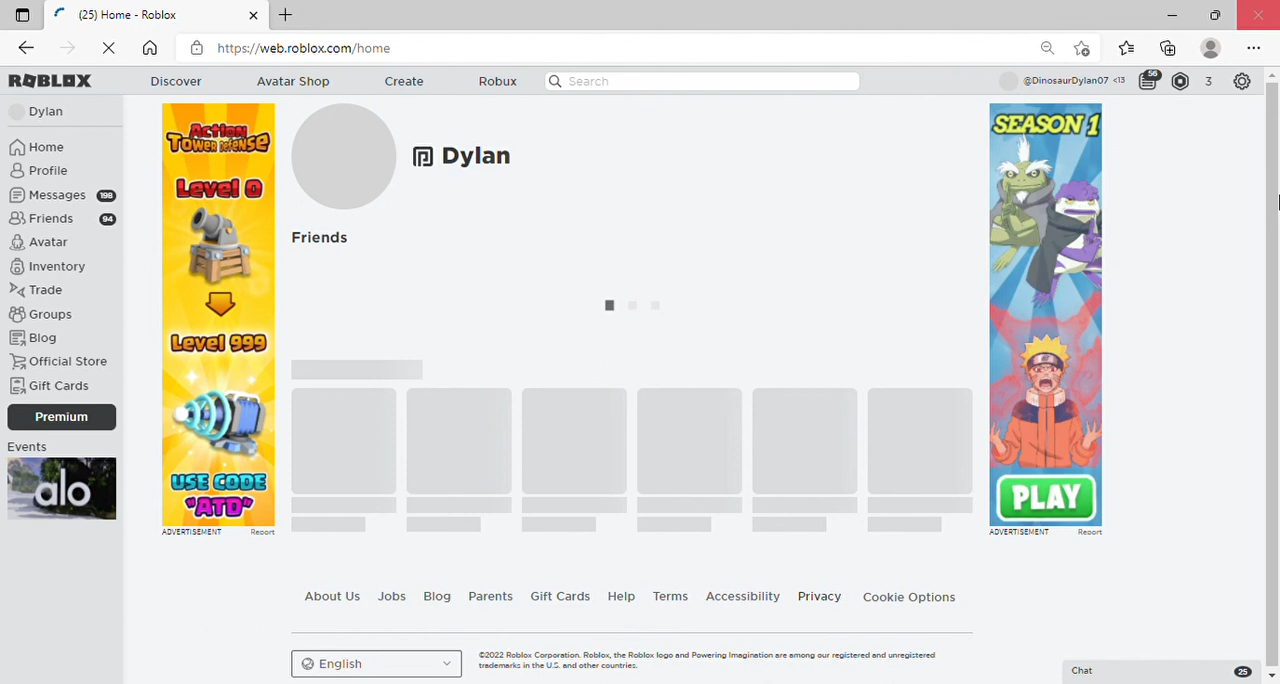 (25) Home - Roblox
https://web.roblox.com/home
ROBLOX
Discover
Avatar Shop
Create
Robux
Search
@DinosaurDylan07 <13
56
3
Dylan
Home
Profile
Messages 198
Friends 94
Avatar
Inventory
Trade
Groups
Blog
Official Store
Gift Cards
Premium
Events
alo
ACTION
TOWER DEFENSE
LEVEL 0
LEVEL 999
USE CODE
"ATD"
ADVERTISEMENT Report
Dylan
Friends
SEASON 1
PLAY
ADVERTISEMENT Report
About Us Jobs Blog Parents Gift Cards Help Terms Accessibility Privacy Cookie Options
English
©2022 Roblox Corporation. Roblox, the Roblox logo and Powering Imagination are among our registered and unregistered
trademarks in the U.S. and other countries.
Chat 25